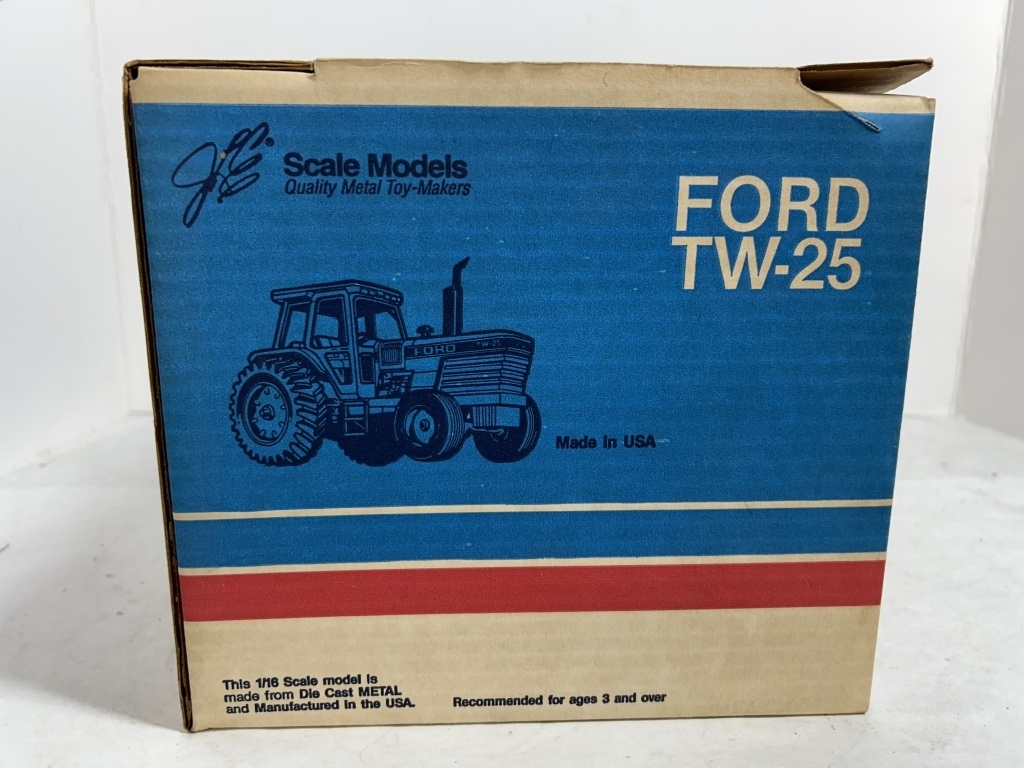 JLE®
Scale Models
Quality Metal Toy-Makers
FORD
TW-25
FORD TW-25
Made in USA
This 1/16 Scale model is
made from Die Cast METAL
and Manufactured in the USA.
Recommended for ages 3 and over